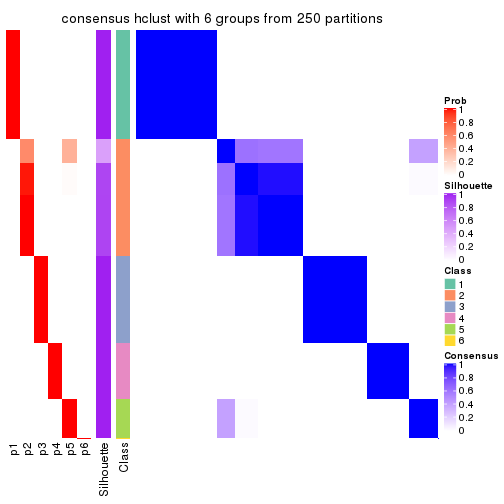 consensus hclust with 6 groups from 250 partitions
Prob
1
0.8
0.6
0.4
0.2
0
Silhouette
1
0.8
0.6
0.4
0.2
0
Class
1
2
3
4
5
6
Consensus
1
0.8
0.6
0.4
0.2
0
p1
p2
p3
p4
p5
p6
Silhouette
Class